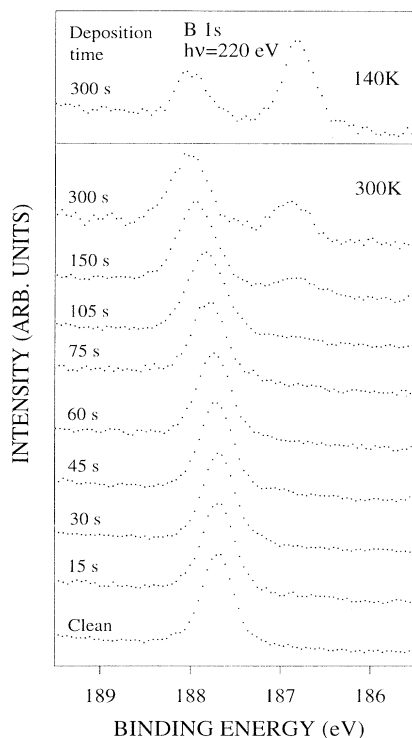 Deposition time
B 1s
hν=220 eV
300 s
140K
300K
300 s
150 s
105 s
75 s
60 s
45 s
30 s
15 s
Clean
INTENSITY (ARB. UNITS)
189 188 187 186
BINDING ENERGY (eV)